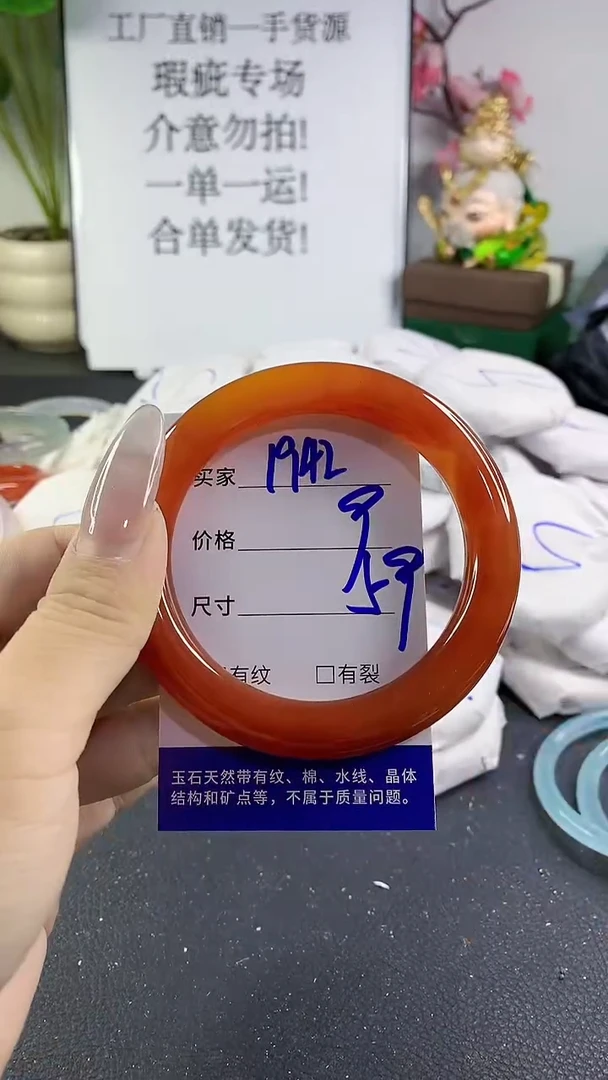 工厂直销一手货源
瑕疵专场
介意勿拍!
一单一运!
合单发货!
买家 1942
价格 9
尺寸 59
有纹 □有裂
玉石天然带有纹、棉、水线、晶体
结构和矿点等，不属于质量问题。